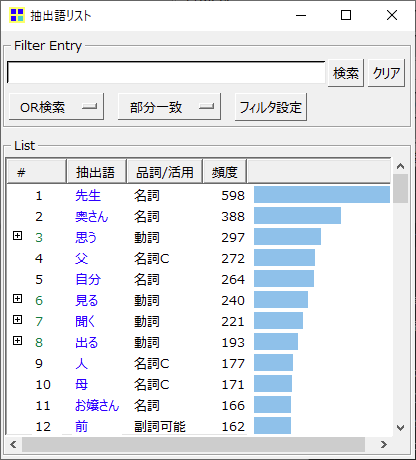 抽出語リスト
Filter Entry
検索 クリア
OR検索 部分一致 フィルタ設定
List
# 抽出語 品詞/活用 頻度
1 先生 名詞 598
2 奥さん 名詞 388
3 思う 動詞 297
4 父 名詞C 272
5 自分 名詞 264
6 見る 動詞 240
7 聞く 動詞 221
8 出る 動詞 193
9 人 名詞C 177
10 母 名詞C 171
11 お嬢さん 名詞 166
12 前 副詞可能 162